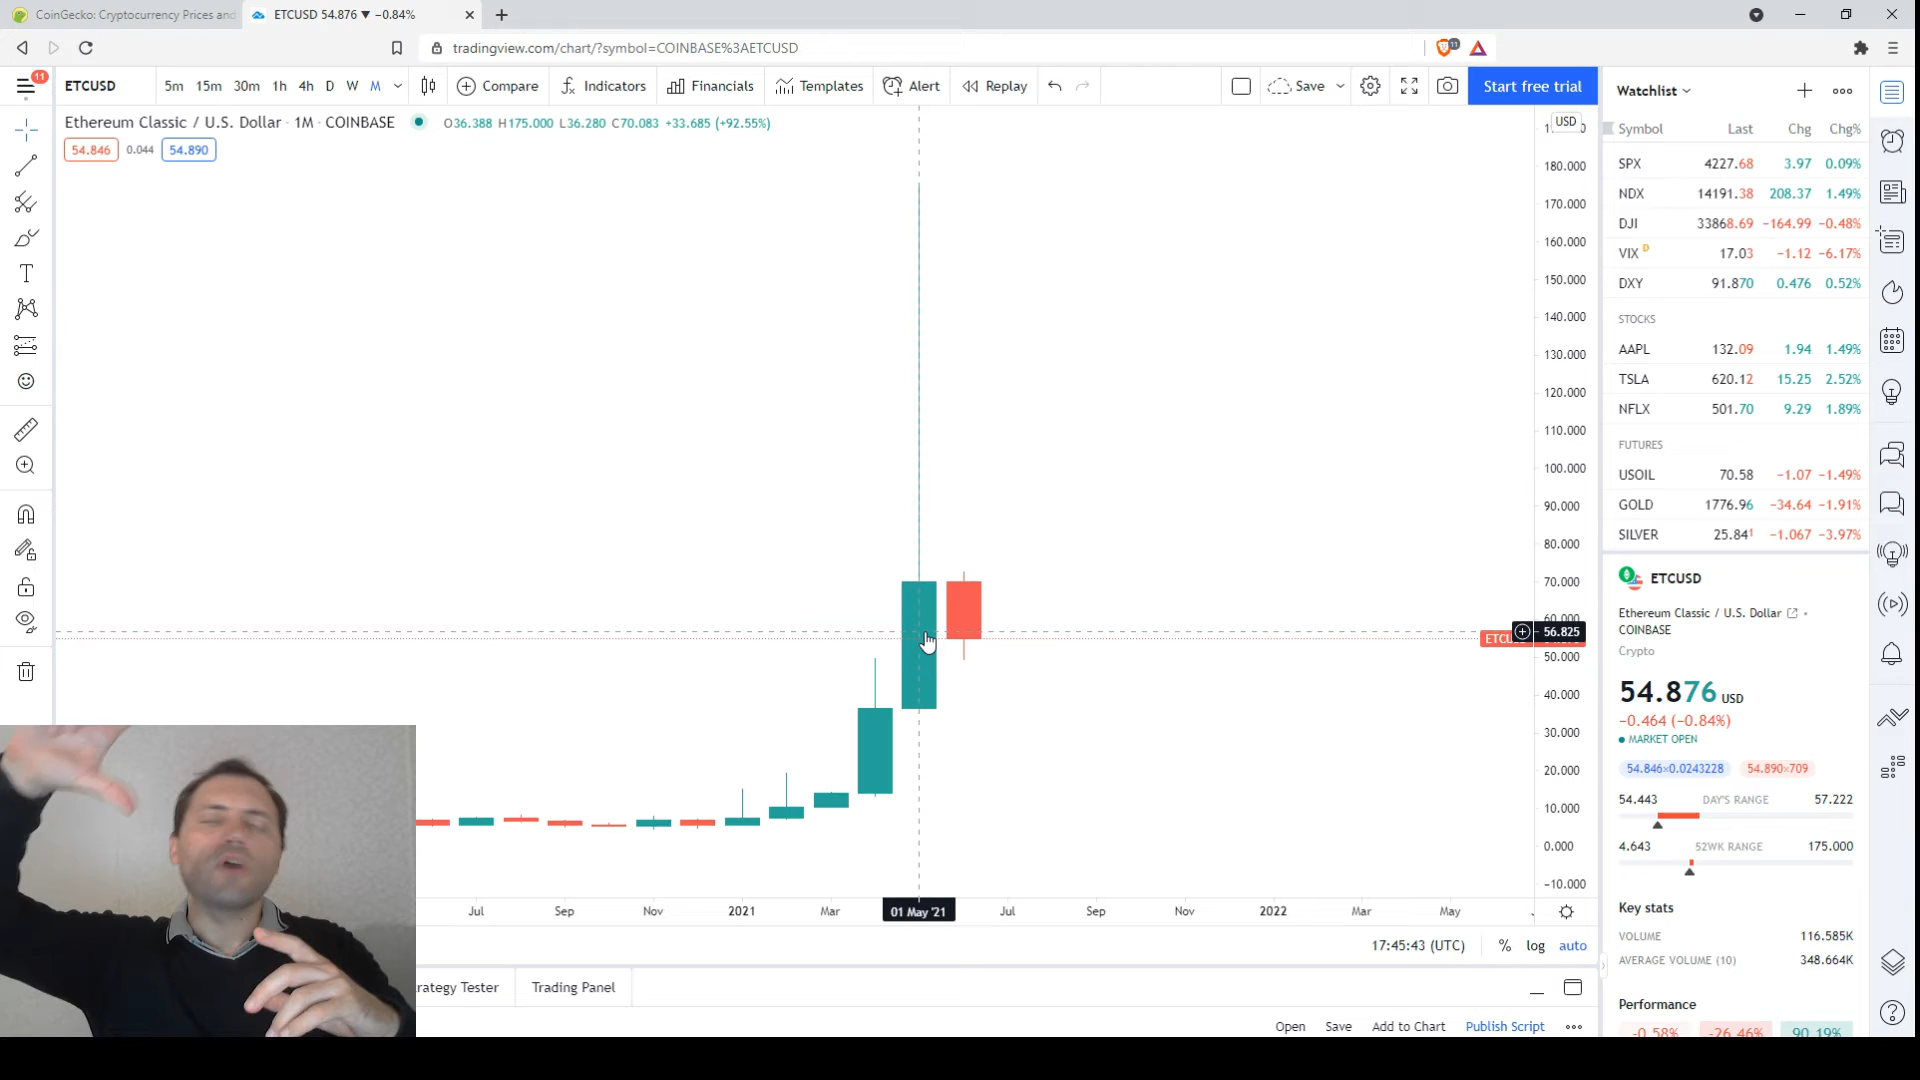 CoinGecko: Cryptocurrency Prices and
ETCUSD 54.876 ▼ −0.84%
tradingview.com/chart/?symbol=COINBASE%3AETCUSD
11
11
ETCUSD 5m 15m 30m 1h 4h D W M Compare Indicators Financials Templates Alert Replay Save Start free trial
Ethereum Classic / U.S. Dollar · 1M · COINBASE O36.388 H175.000 L36.280 C70.083 +33.685 (+92.55%)
54.846 0.044 54.890
USD
180.000
170.000
160.000
150.000
140.000
130.000
120.000
110.000
100.000
90.000
80.000
70.000
60.000
56.825
50.000
40.000
30.000
20.000
10.000
0.000
−10.000
Jul Sep Nov 2021 Mar 01 May '21 Jul Sep Nov 2022 Mar May
17:45:43 (UTC) % log auto
rategy Tester Trading Panel
Open Save Add to Chart Publish Script
Watchlist
Symbol Last Chg Chg%
SPX 4227.68 3.97 0.09%
NDX 14191.38 208.37 1.49%
DJI 33868.69 −164.99 −0.48%
VIX D 17.03 −1.12 −6.17%
DXY 91.870 0.476 0.52%
STOCKS
AAPL 132.09 1.94 1.49%
TSLA 620.12 15.25 2.52%
NFLX 501.70 9.29 1.89%
FUTURES
USOIL 70.58 −1.07 −1.49%
GOLD 1776.96 −34.64 −1.91%
SILVER 25.841 −1.067 −3.97%
ETCUSD
Ethereum Classic / U.S. Dollar •
COINBASE
Crypto
54.876 USD
−0.464 (−0.84%)
MARKET OPEN
54.846×0.0243228 54.890×709
54.443 DAY'S RANGE 57.222
4.643 52WK RANGE 175.000
Key stats
VOLUME 116.585K
AVERAGE VOLUME (10) 348.664K
Performance
-0.58% -26.46% 90.19%